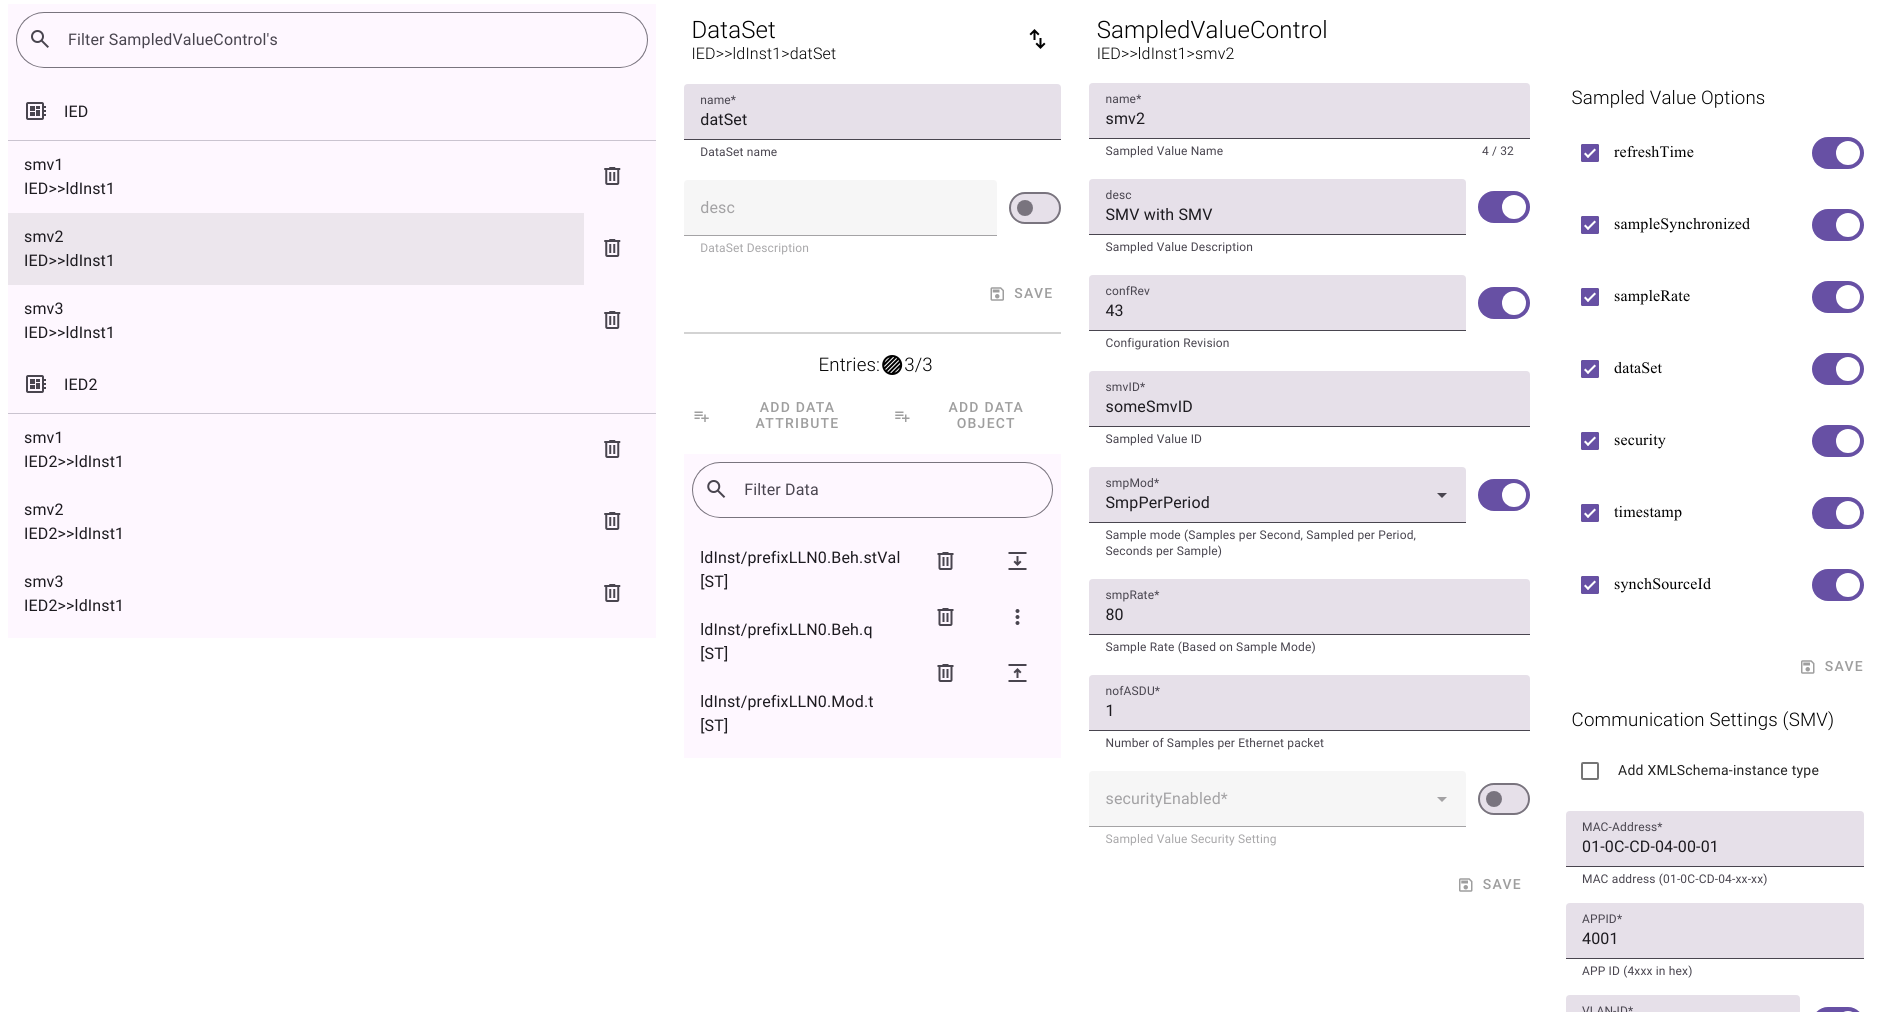 Filter SampledValueControl's
IED
smv1
IED>>ldInst1
smv2
IED>>ldInst1
smv3
IED>>ldInst1
IED2
smv1
IED2>>ldInst1
smv2
IED2>>ldInst1
smv3
IED2>>ldInst1
DataSet
IED>>ldInst1>datSet
name*
datSet
DataSet name
desc
DataSet Description
SAVE
Entries: 3/3
ADD DATA
ATTRIBUTE
ADD DATA
OBJECT
Filter Data
ldInst/prefixLLN0.Beh.stVal
[ST]
ldInst/prefixLLN0.Beh.q
[ST]
ldInst/prefixLLN0.Mod.t
[ST]
SampledValueControl
IED>>ldInst1>smv2
name*
smv2
Sampled Value Name 4 / 32
desc
SMV with SMV
Sampled Value Description
confRev
43
Configuration Revision
smvID*
someSmvID
Sampled Value ID
smpMod*
SmpPerPeriod
Sample mode (Samples per Second, Sampled per Period,
Seconds per Sample)
smpRate*
80
Sample Rate (Based on Sample Mode)
nofASDU*
1
Number of Samples per Ethernet packet
securityEnabled*
Sampled Value Security Setting
SAVE
Sampled Value Options
refreshTime
sampleSynchronized
sampleRate
dataSet
security
timestamp
synchSourceId
SAVE
Communication Settings (SMV)
Add XMLSchema-instance type
MAC-Address*
01-0C-CD-04-00-01
MAC address (01-0C-CD-04-xx-xx)
APPID*
4001
APP ID (4xxx in hex)
VLAN-ID*